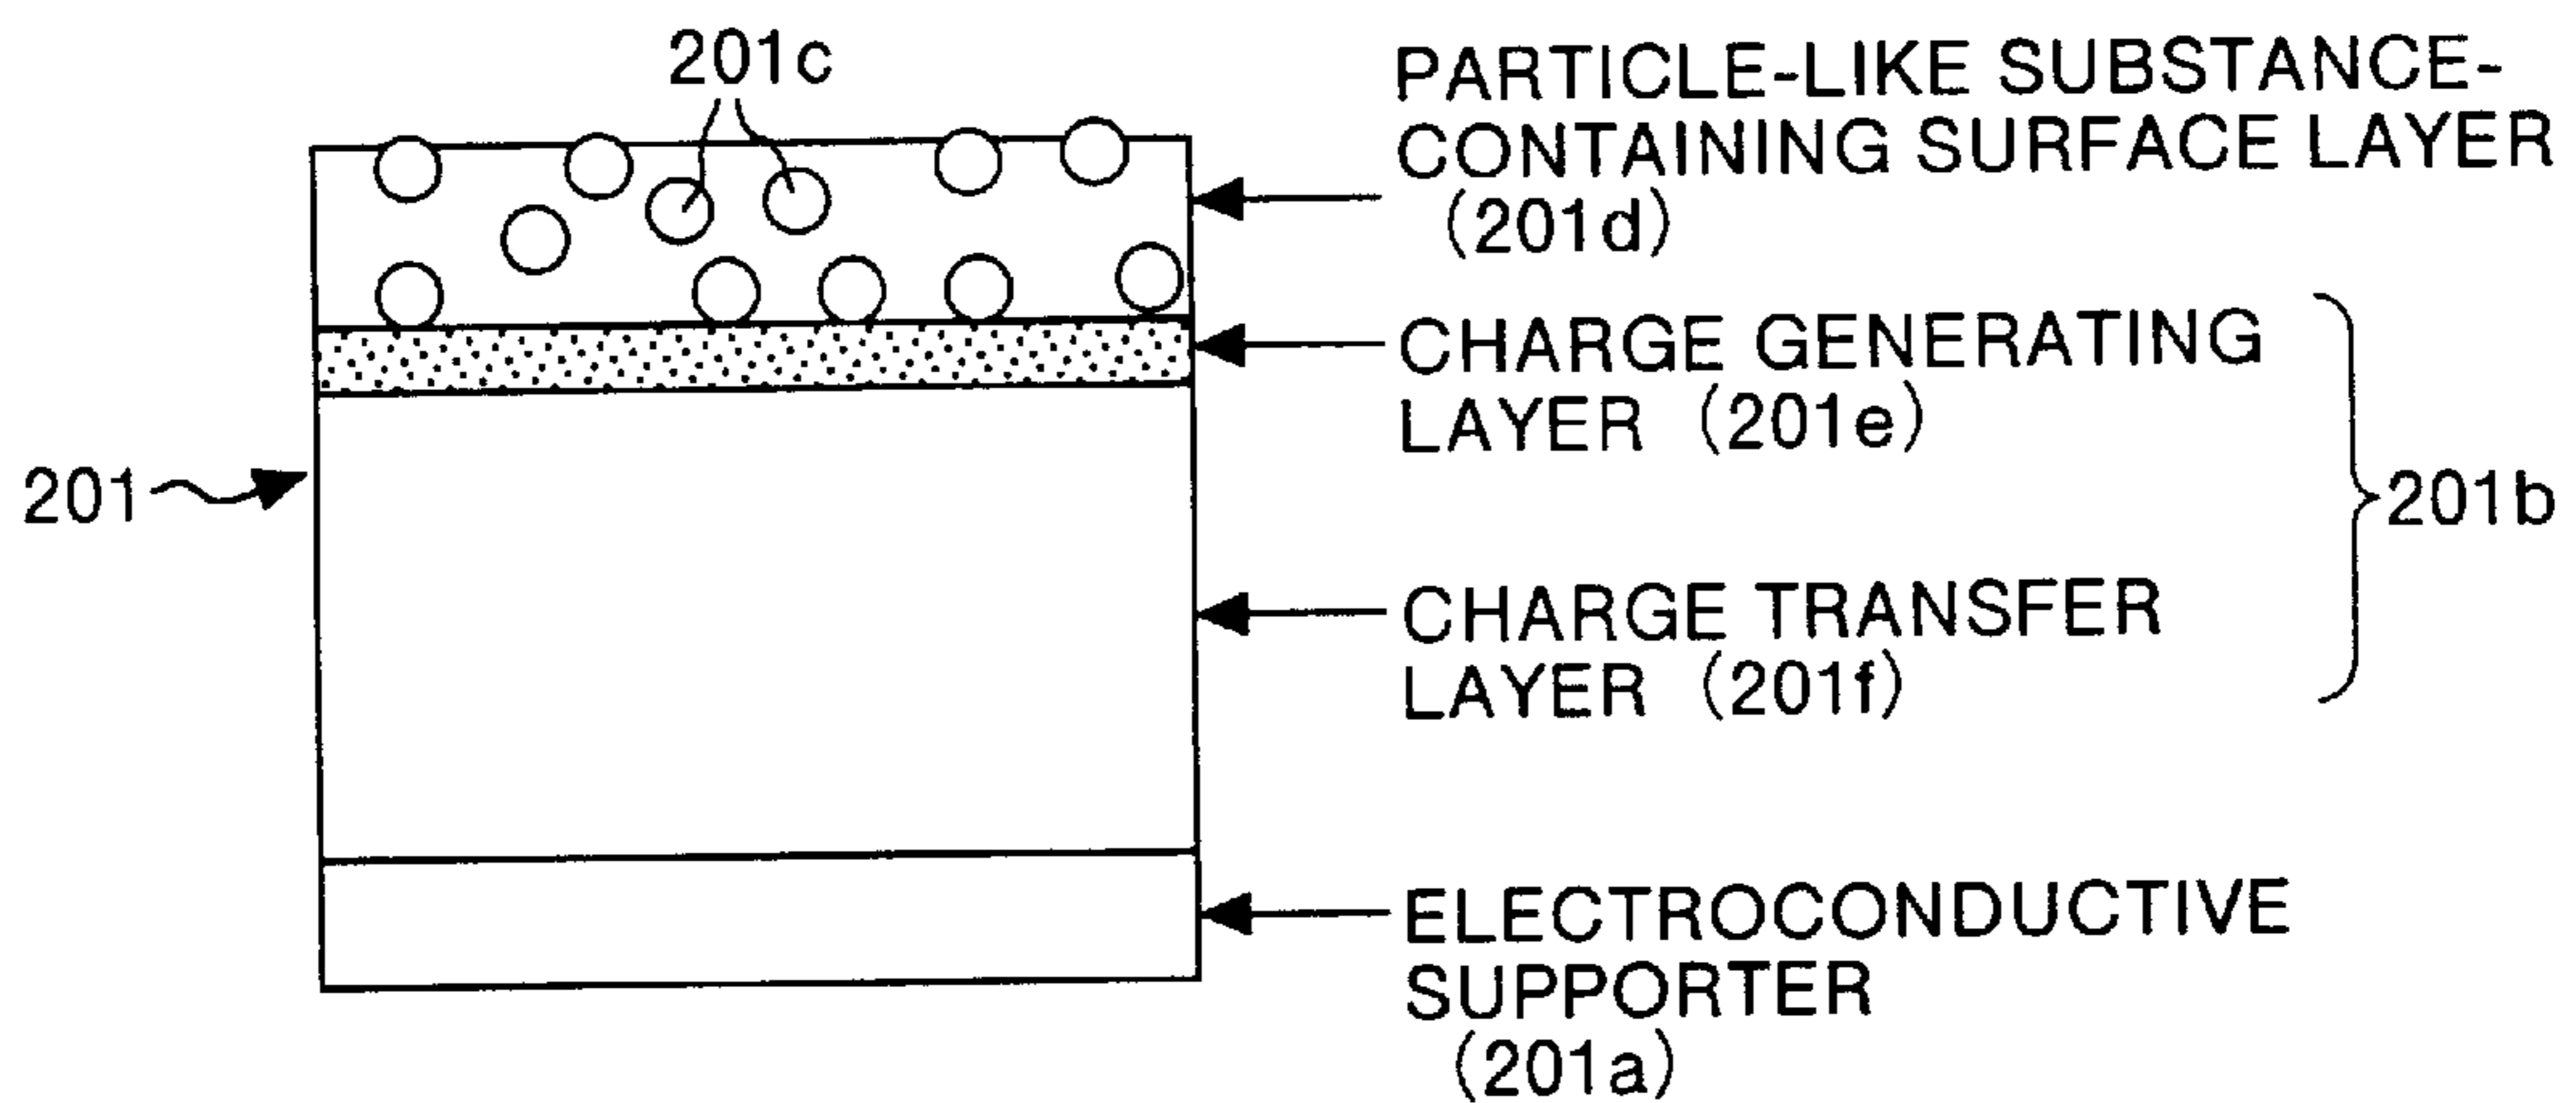 201c
PARTICLE-LIKE SUBSTANCE-
CONTAINING SURFACE LAYER
(201d)
CHARGE GENERATING
LAYER (201e)
201
201b
CHARGE TRANSFER
LAYER (201f)
ELECTROCONDUCTIVE
SUPPORTER
(201a)